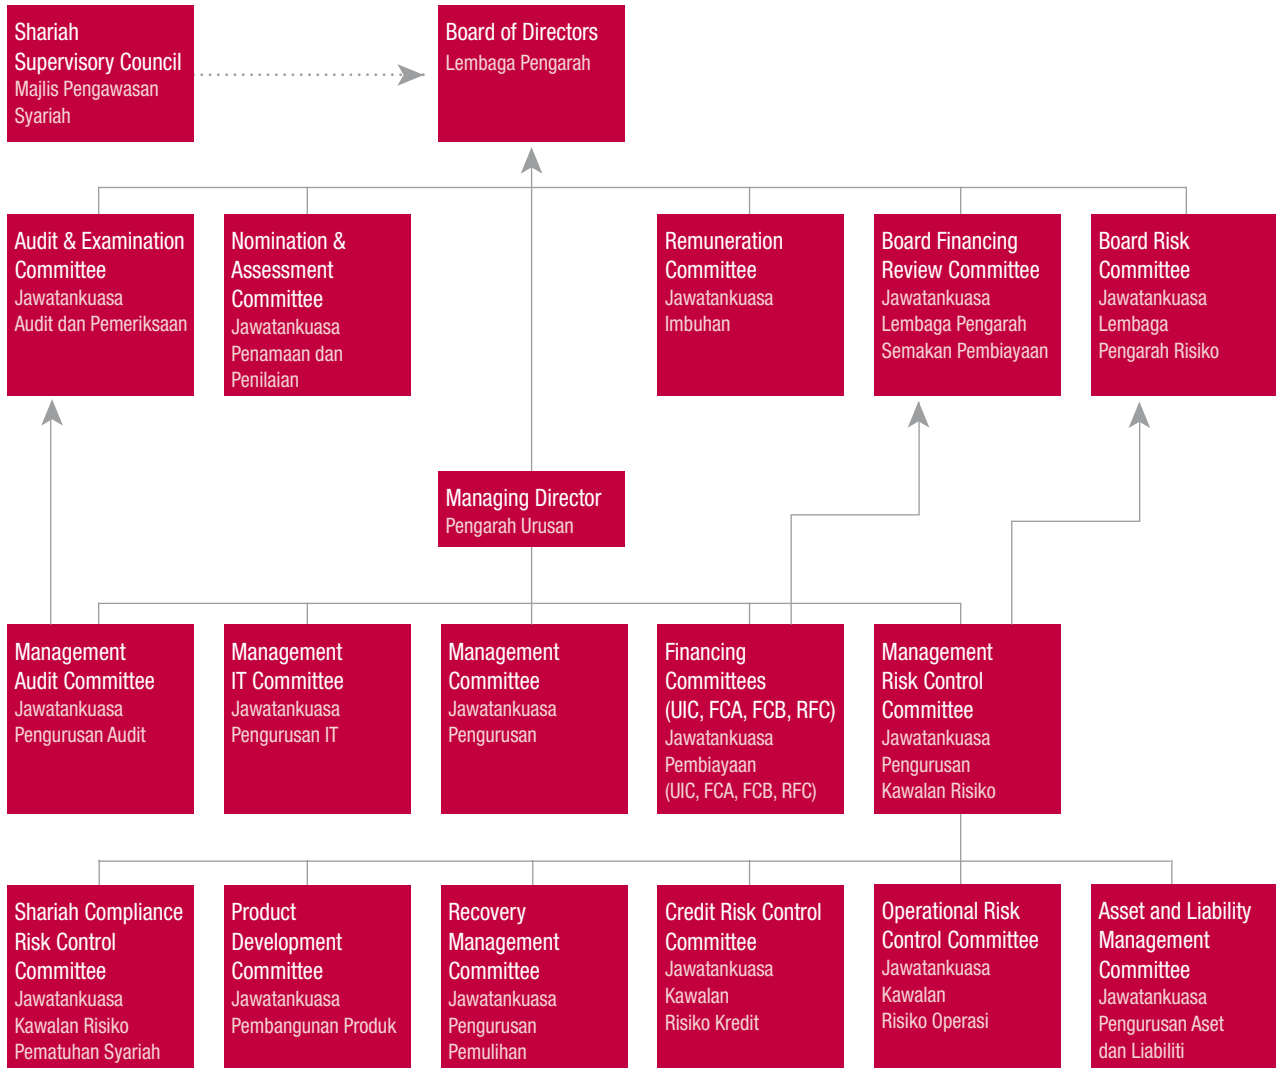 Shariah
Supervisory Council
Majlis Pengawasan
Syariah
Board of Directors
Lembaga Pengarah
Audit & Examination
Committee
Jawatankuasa
Audit dan Pemeriksaan
Nomination &
Assessment
Committee
Jawatankuasa
Penamaan dan
Penilaian
Remuneration
Committee
Jawatankuasa
Imbuhan
Board Financing
Review Committee
Jawatankuasa
Lembaga Pengarah
Semakan Pembiayaan
Board Risk
Committee
Jawatankuasa
Lembaga
Pengarah Risiko
Managing Director
Pengarah Urusan
Management
Audit Committee
Jawatankuasa
Pengurusan Audit
Management
IT Committee
Jawatankuasa
Pengurusan IT
Management
Committee
Jawatankuasa
Pengurusan
Financing
Committees
(UIC, FCA, FCB, RFC)
Jawatankuasa
Pembiayaan
(UIC, FCA, FCB, RFC)
Management
Risk Control
Committee
Jawatankuasa
Pengurusan
Kawalan Risiko
Shariah Compliance
Risk Control
Committee
Jawatankuasa
Kawalan Risiko
Pematuhan Syariah
Product
Development
Committee
Jawatankuasa
Pembangunan Produk
Recovery
Management
Committee
Jawatankuasa
Pengurusan
Pemulihan
Credit Risk Control
Committee
Jawatankuasa
Kawalan
Risiko Kredit
Operational Risk
Control Committee
Jawatankuasa
Kawalan
Risiko Operasi
Asset and Liability
Management
Committee
Jawatankuasa
Pengurusan Aset
dan Liabiliti